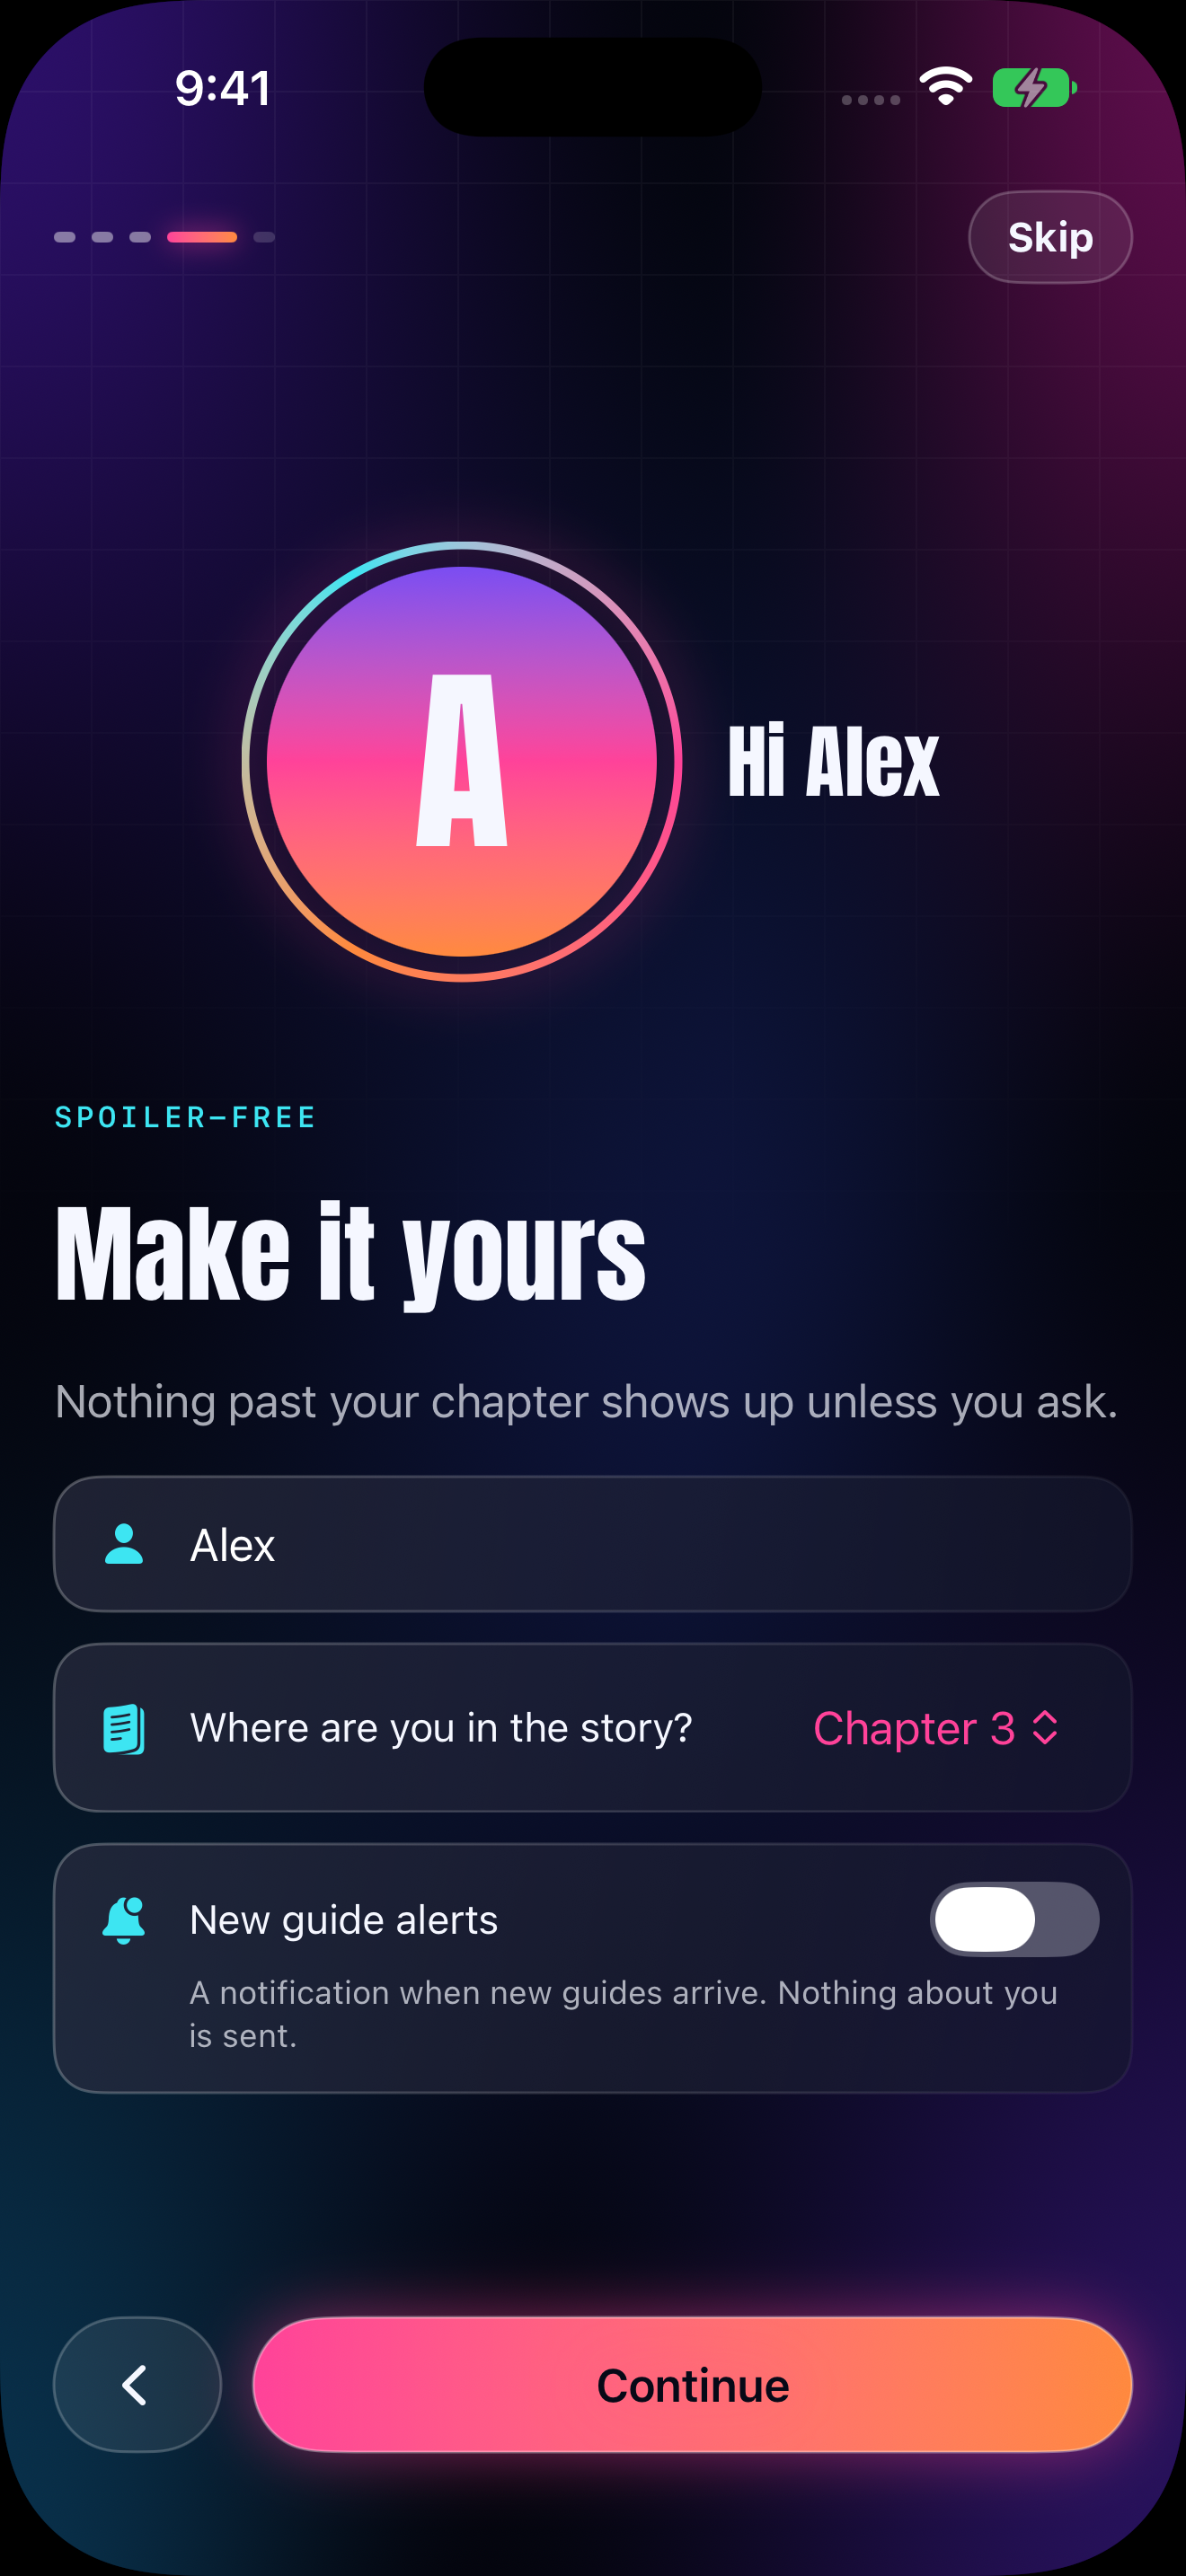 9:41
Skip
A
Hi Alex
SPOILER-FREE
Make it yours
Nothing past your chapter shows up unless you ask.
Alex
Where are you in the story?
Chapter 3
New guide alerts
A notification when new guides arrive. Nothing about you
is sent.
Continue